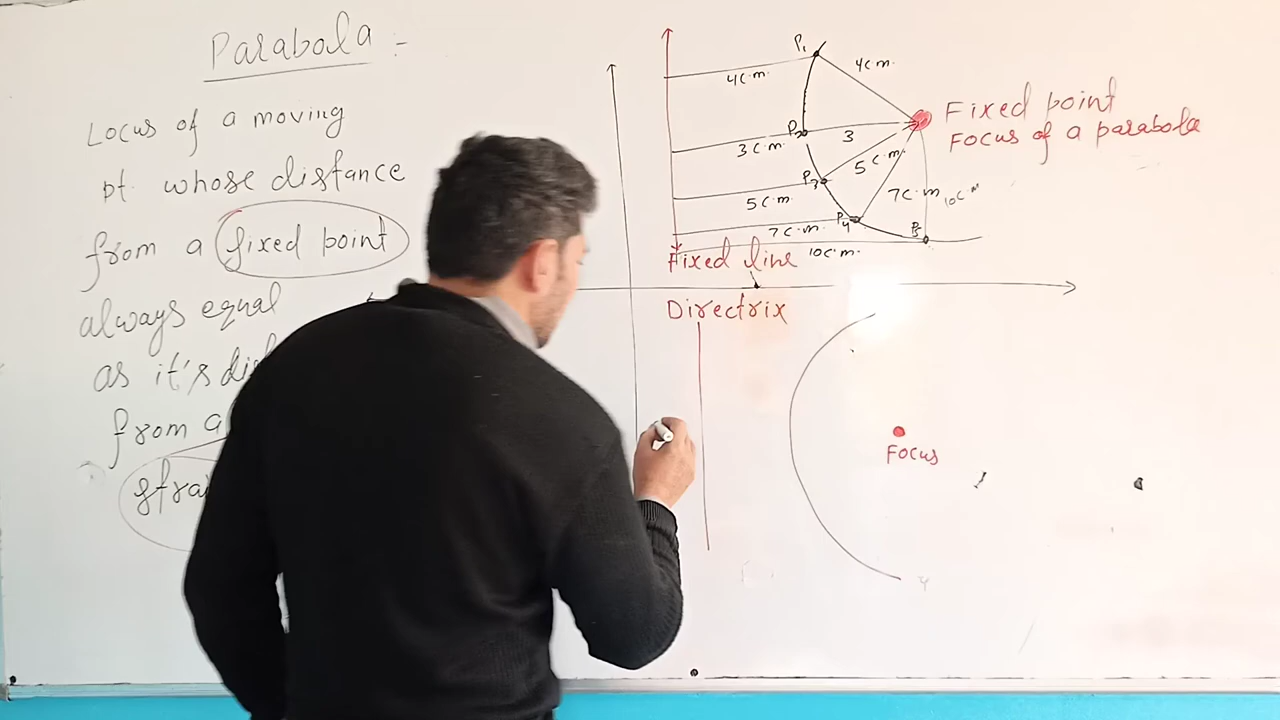 Parabola :-
Locus of a moving
pt. whose distance
from a fixed point
always equal
as it's
from a
P1
4c.m.
4c.m.
Fixed point
Focus of a parabola
P2
3c.m.
3
5c.m.
P3
5c.m.
7c.m
10c.m
P4
7c.m.
P5
10c.m.
Fixed line
Directrix
Focus